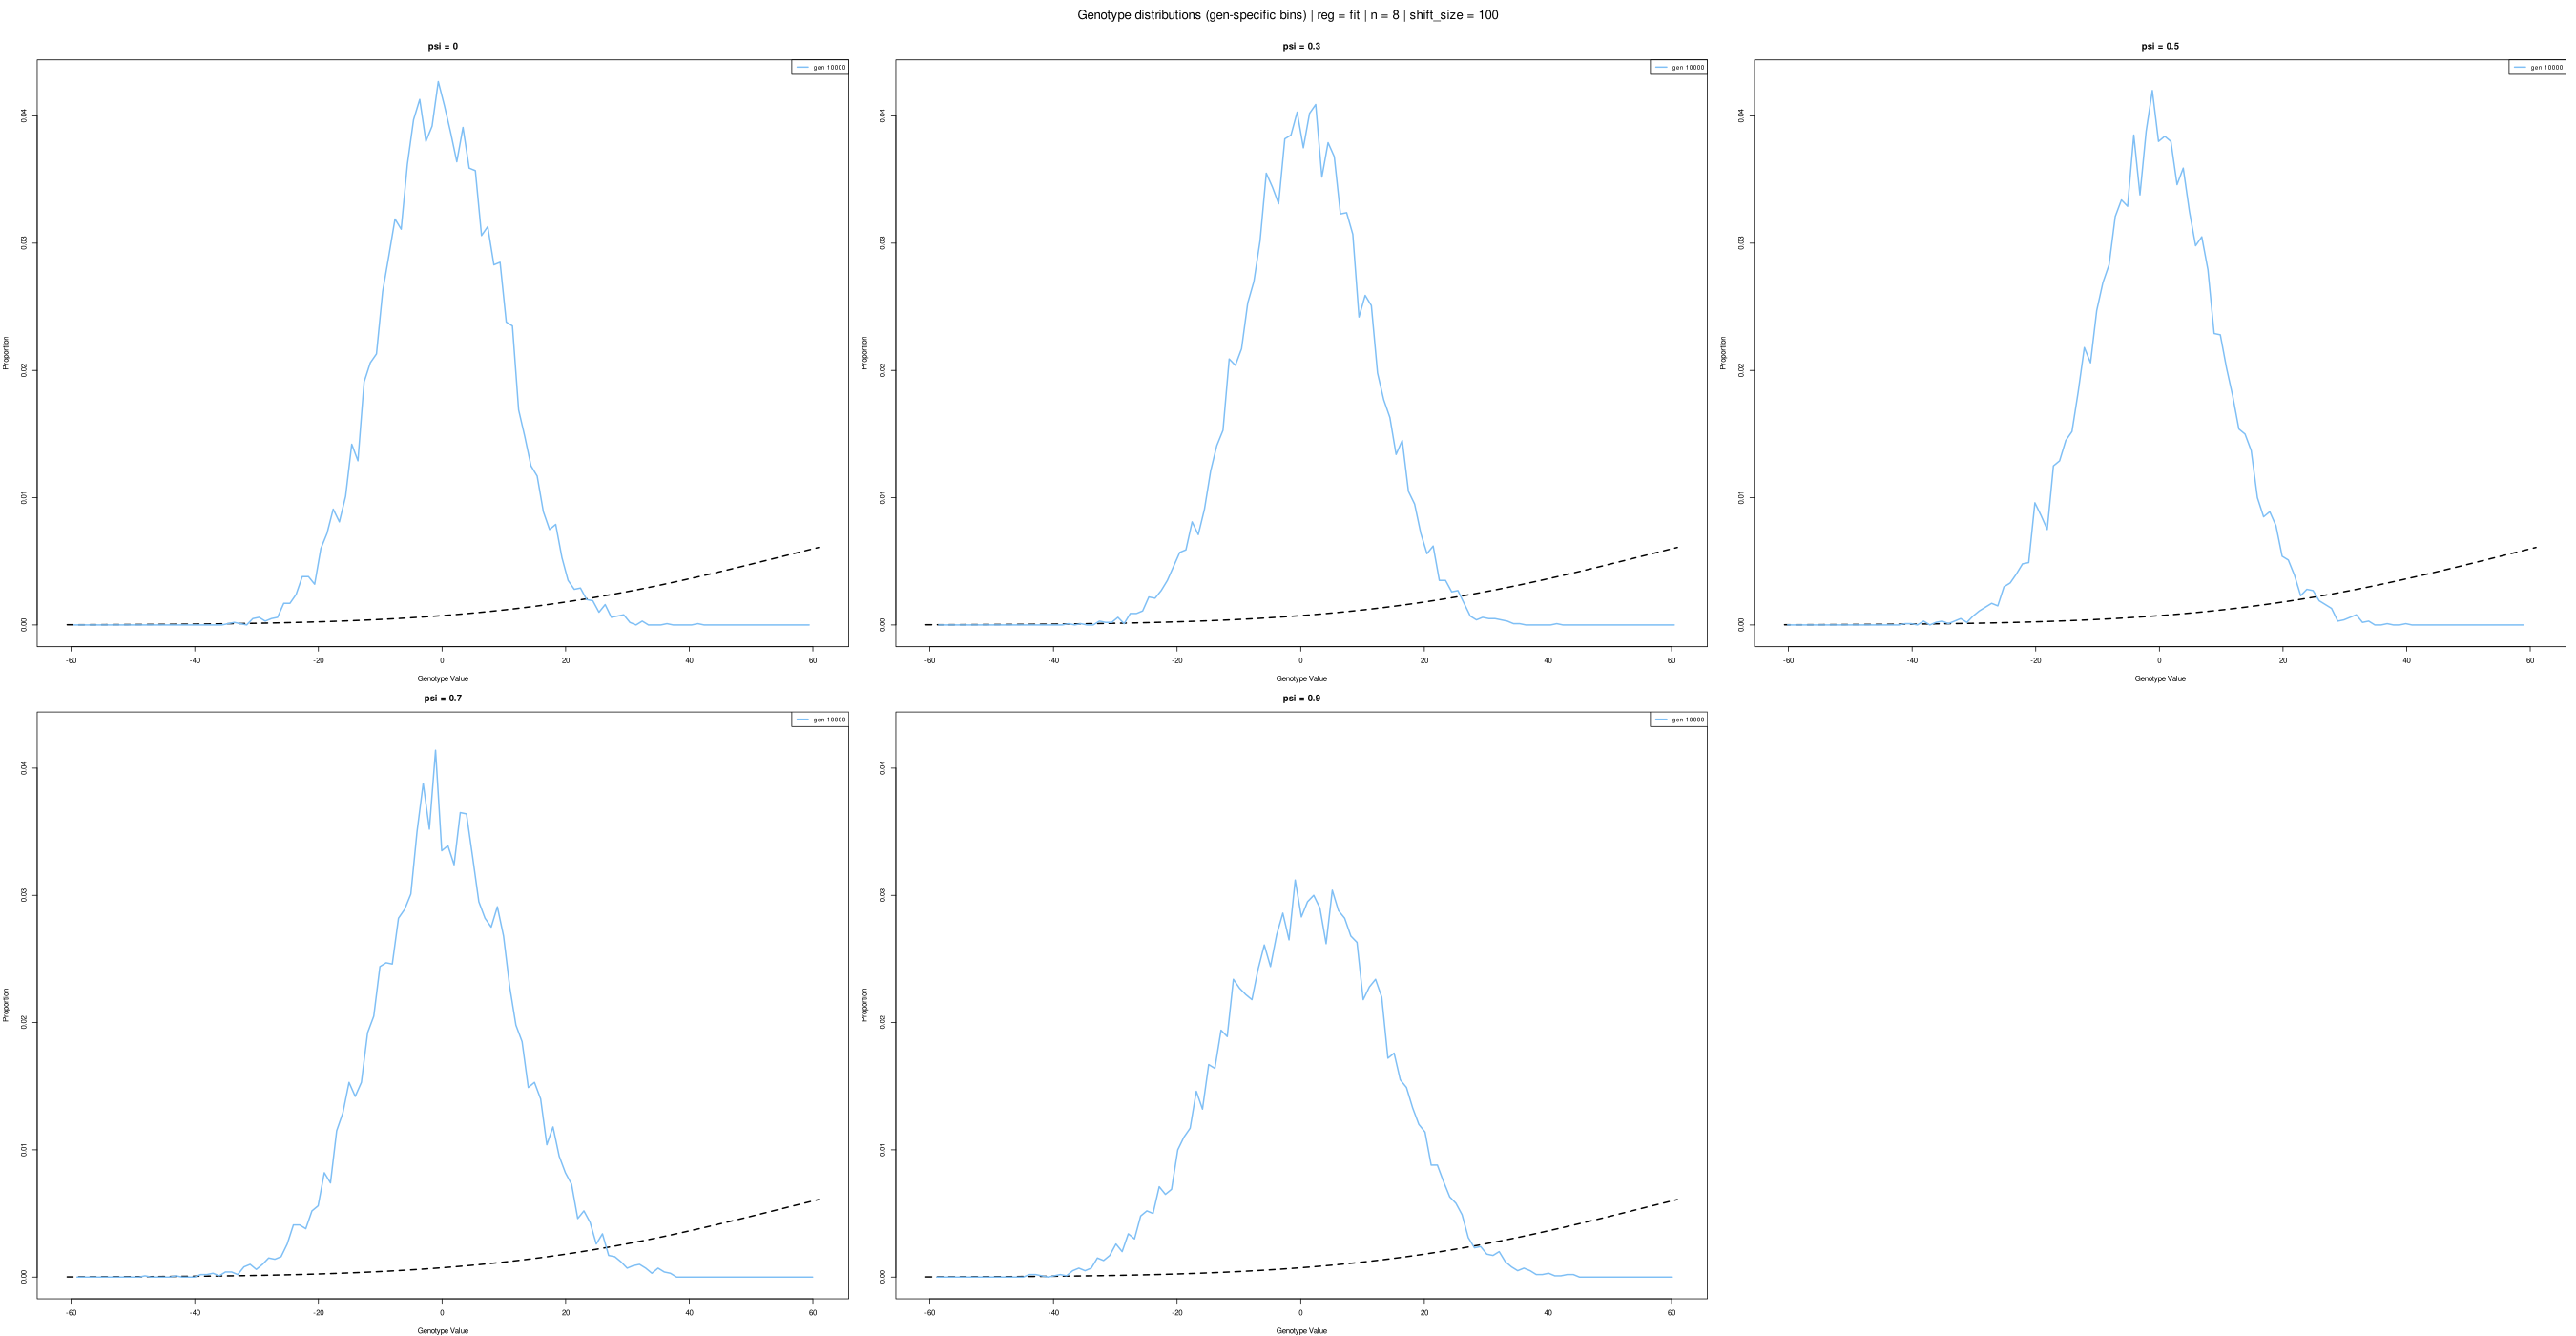 Genotype distributions (gen-specific bins) | reg = fit | n = 8 | shift_size = 100
psi = 0
gen 10000
Proportion
0.04
0.03
0.02
0.01
0.00
-60 -40 -20 0 20 40 60
Genotype Value
psi = 0.3
gen 10000
Proportion
0.04
0.03
0.02
0.01
0.00
-60 -40 -20 0 20 40 60
Genotype Value
psi = 0.5
gen 10000
Proportion
0.04
0.03
0.02
0.01
0.00
-60 -40 -20 0 20 40 60
Genotype Value
psi = 0.7
gen 10000
Proportion
0.04
0.03
0.02
0.01
0.00
-60 -40 -20 0 20 40 60
Genotype Value
psi = 0.9
gen 10000
Proportion
0.04
0.03
0.02
0.01
0.00
-60 -40 -20 0 20 40 60
Genotype Value